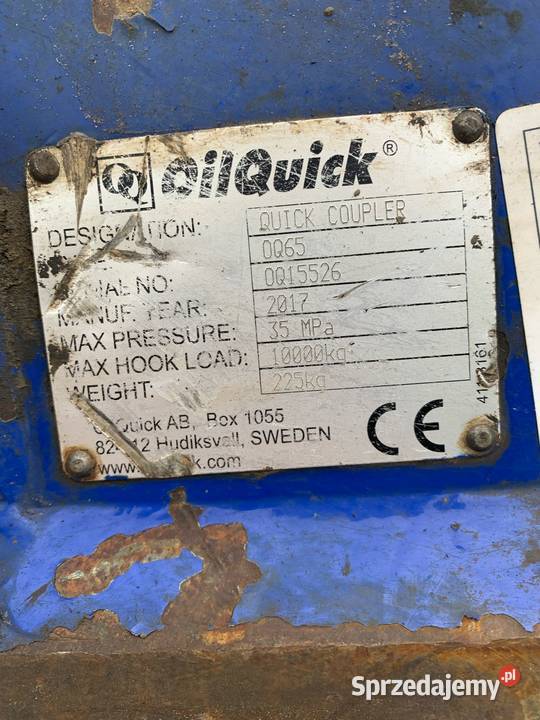 OQ OilQuick®
DESIGNATION: QUICK COUPLER
OQ65
SERIAL NO: OQ15526
MANUF. YEAR: 2017
MAX PRESSURE: 35 MPa
MAX HOOK LOAD: 10000kg
WEIGHT: 225kg
OilQuick AB, Box 1055
Hudiksvall, SWEDEN
CE
Sprzedajemy.pl